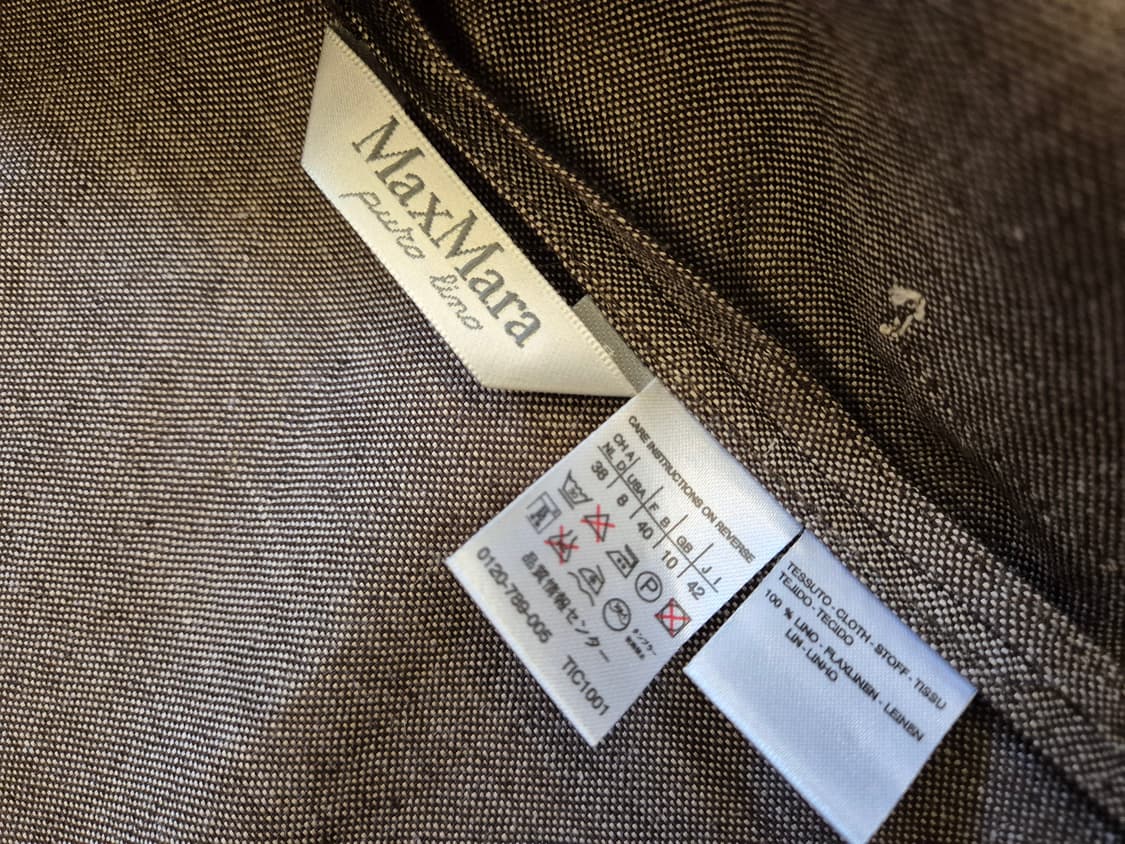 MaxMara
puro lino
CARE INSTRUCTIONS ON REVERSE
CH A
NL D USA F B GB J I
38 8 40 10 42
P
品質情報センター
0120-789-005 TIC1001
TESSUTO - CLOTH - STOFF - TISSU
TEJIDO - TECIDO
100 % LINO - FLAXLINEN - LEINEN
LIN - LINHO